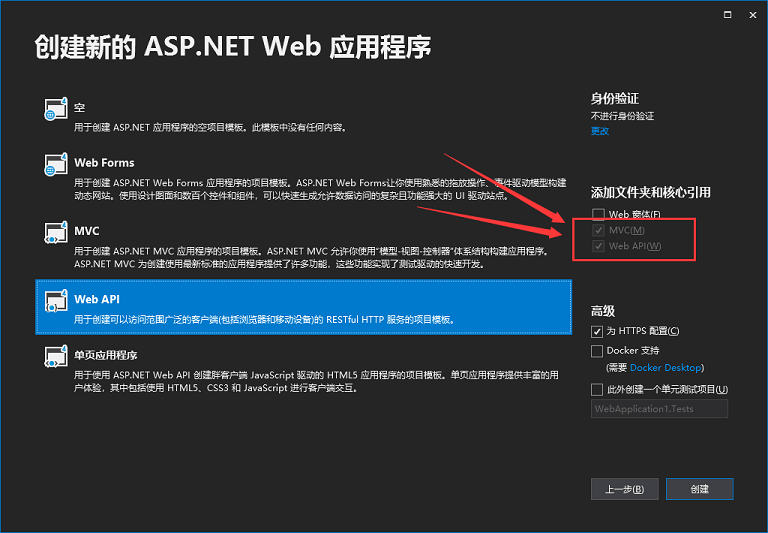 创建新的 ASP.NET Web 应用程序
空
用于创建 ASP.NET 应用程序的空项目模板。此模板中没有任何内容。
Web Forms
用于创建 ASP.NET Web Forms 应用程序的项目模板。ASP.NET Web Forms让你使用熟悉的拖放操作、事件驱动模型构建
动态网站。使用设计图面和数百个控件和组件，可以快速生成允许数据访问的复杂且功能强大的 UI 驱动站点。
MVC
用于创建 ASP.NET MVC 应用程序的项目模板。ASP.NET MVC 允许你使用"模型-视图-控制器"体系结构构建应用程序。
ASP.NET MVC 为创建使用最新标准的应用程序提供了许多功能，这些功能实现了测试驱动的快速开发。
Web API
用于创建可以访问范围广泛的客户端(包括浏览器和移动设备)的 RESTful HTTP 服务的项目模板。
单页应用程序
用于使用 ASP.NET Web API 创建胖客户端 JavaScript 驱动的 HTML5 应用程序的项目模板。单页应用程序提供丰富的用
户体验，其中包括使用 HTML5、CSS3 和 JavaScript 进行客户端交互。
身份验证
不进行身份验证
更改
添加文件夹和核心引用
Web 窗体(F)
MVC(M)
Web API(W)
高级
为 HTTPS 配置(C)
Docker 支持
(需要 Docker Desktop)
此外创建一个单元测试项目(U)
WebApplication1.Tests
上一步(B)
创建